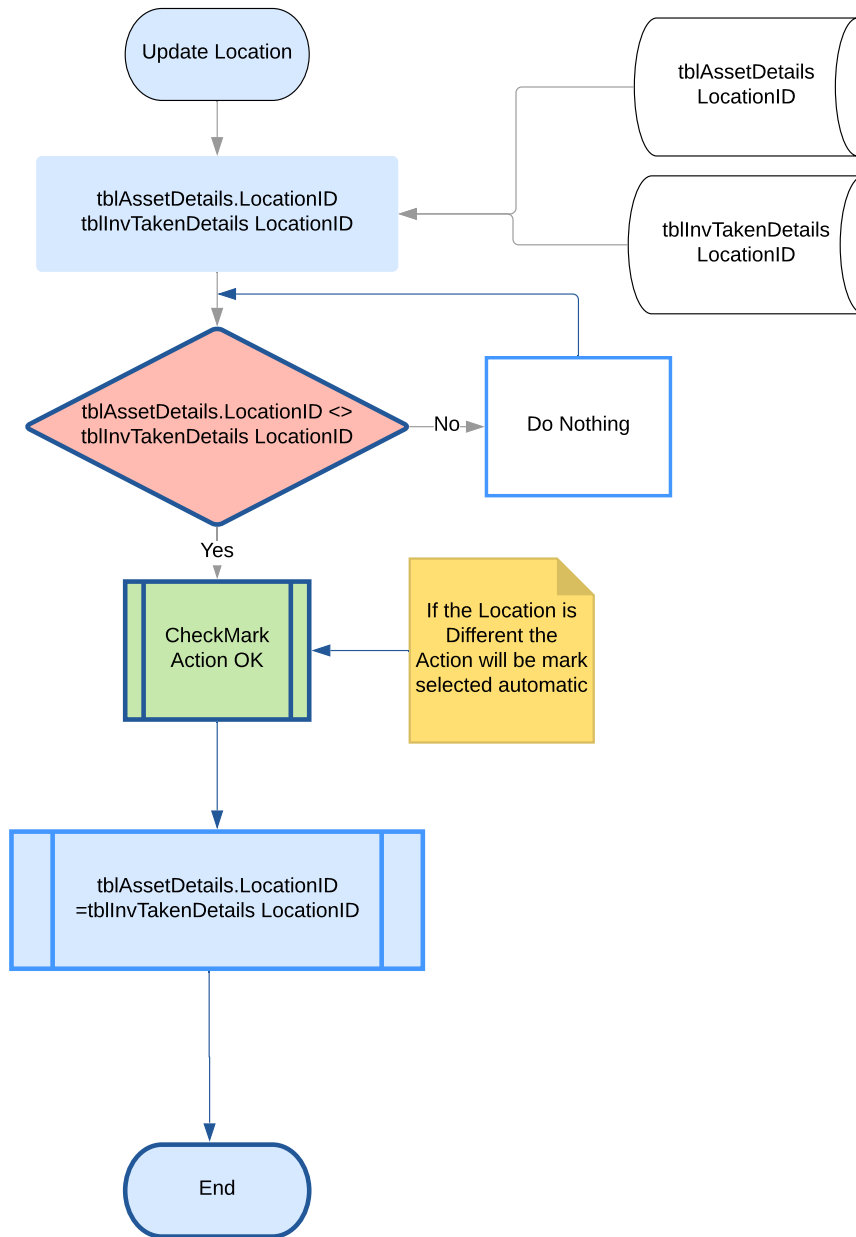 Update Location
tblAssetDetails
LocationID
tblAssetDetails.LocationID
tblInvTakenDetails LocationID
tblInvTakenDetails
LocationID
tblAssetDetails.LocationID <>
tblInvTakenDetails LocationID
No
Do Nothing
Yes
CheckMark
Action OK
If the Location is
Different the
Action will be mark
selected automatic
tblAssetDetails.LocationID
=tblInvTakenDetails LocationID
End